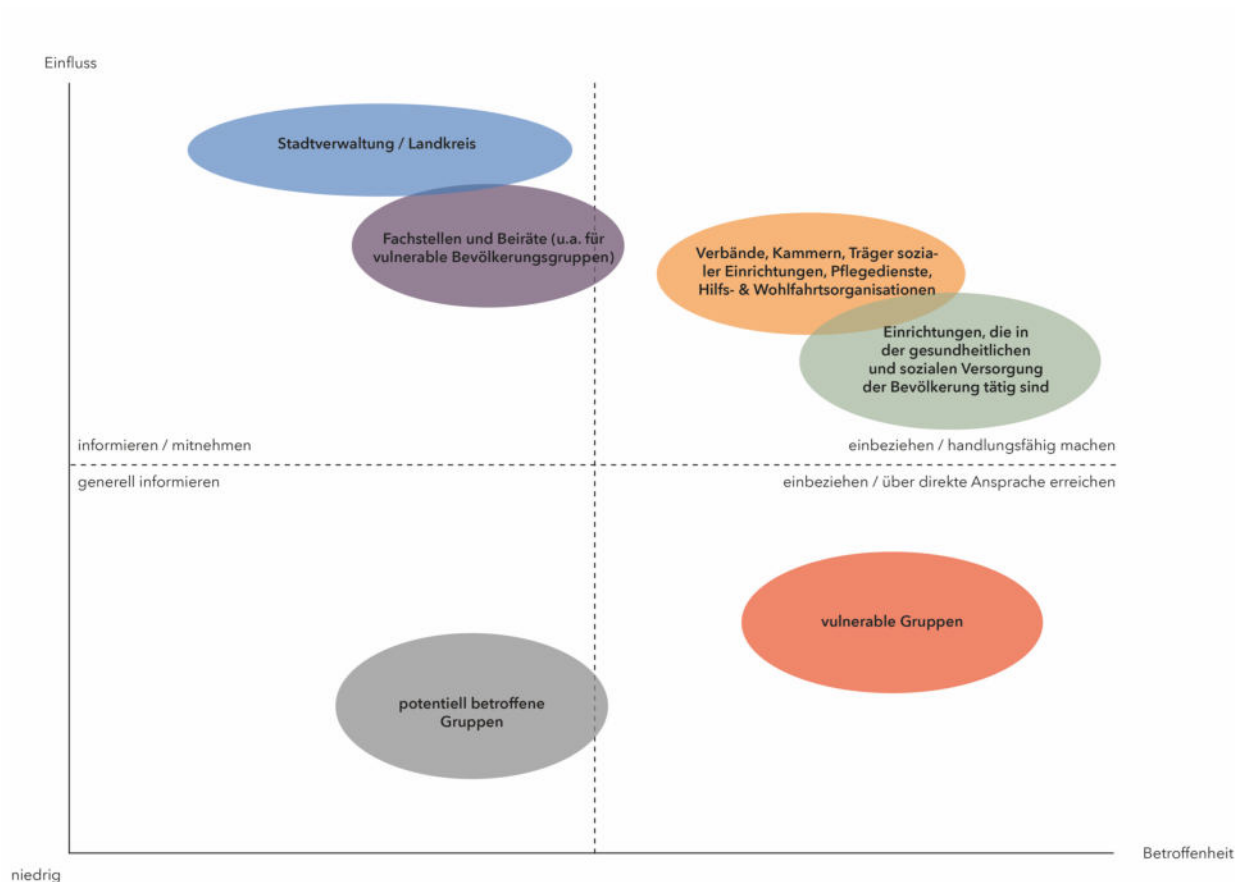 Einfluss
Stadtverwaltung / Landkreis
Fachstellen und Beiräte (u.a. für
vulnerable Bevölkerungsgruppen)
Verbände, Kammern, Träger sozia-
ler Einrichtungen, Pflegedienste,
Hilfs- & Wohlfahrtsorganisationen
Einrichtungen, die in
der gesundheitlichen
und sozialen Versorgung
der Bevölkerung tätig sind
informieren / mitnehmen
einbeziehen / handlungsfähig machen
generell informieren
einbeziehen / über direkte Ansprache erreichen
vulnerable Gruppen
potentiell betroffene
Gruppen
Betroffenheit
niedrig